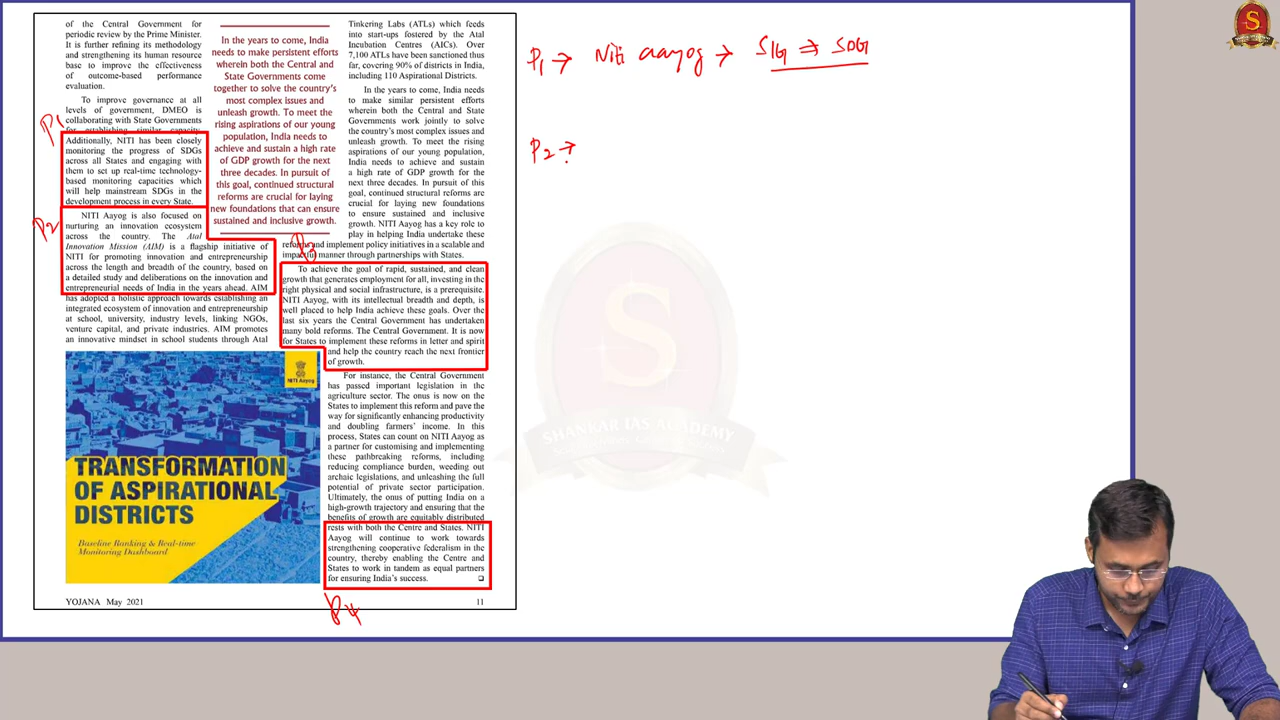 of the Central Government for
periodic review by the Prime Minister.
It is further refining its methodology
and strengthening its human resource
base to improve the effectiveness
of outcome-based performance
evaluation.
To improve governance at all
levels of government, DMEO is
collaborating with State Governments
for establishing similar capacity.
P1
Additionally, NITI has been closely
monitoring the progress of SDGs
across all States and engaging with
them to set up real-time technology-
based monitoring capacities which
will help mainstream SDGs in the
development process in every State.
P2
NITI Aayog is also focused on
nurturing an innovation ecosystem
across the country. The Atal
Innovation Mission (AIM) is a flagship initiative of
NITI for promoting innovation and entrepreneurship
across the length and breadth of the country, based on
a detailed study and deliberations on the innovation and
entrepreneurial needs of India in the years ahead. AIM
has adopted a holistic approach towards establishing an
integrated ecosystem of innovation and entrepreneurship
at school, university, industry levels, linking NGOs,
venture capital, and private industries. AIM promotes
an innovative mindset in school students through Atal
In the years to come, India
needs to make persistent efforts
wherein both the Central and
State Governments come
together to solve the country's
most complex issues and
unleash growth. To meet the
rising aspirations of our young
population, India needs to
achieve and sustain a high rate
of GDP growth for the next
three decades. In pursuit of
this goal, continued structural
reforms are crucial for laying
new foundations that can ensure
sustained and inclusive growth.
Tinkering Labs (ATLs) which feeds
into start-ups fostered by the Atal
Incubation Centres (AICs). Over
7,100 ATLs have been sanctioned thus
far, covering 90% of districts in India,
including 110 Aspirational Districts.
In the years to come, India needs
to make similar persistent efforts
wherein both the Central and State
Governments work jointly to solve
the country's most complex issues and
unleash growth. To meet the rising
aspirations of our young population,
India needs to achieve and sustain
a high rate of GDP growth for the
next three decades. In pursuit of this
goal, continued structural reforms are
crucial for laying new foundations
to ensure sustained and inclusive
growth. NITI Aayog has a key role to
play in helping India undertake these
reforms and implement policy initiatives in a scalable and
impactful manner through partnerships with States.
To achieve the goal of rapid, sustained, and clean
growth that generates employment for all, investing in the
right physical and social infrastructure, is a prerequisite.
NITI Aayog, with its intellectual breadth and depth, is
well placed to help India achieve these goals. Over the
last six years the Central Government has undertaken
many bold reforms. The Central Government. It is now
for States to implement these reforms in letter and spirit
and help the country reach the next frontier
of growth.
For instance, the Central Government
has passed important legislation in the
agriculture sector. The onus is now on the
States to implement this reform and pave the
way for significantly enhancing productivity
and doubling farmers' income. In this
process, States can count on NITI Aayog as
a partner for customising and implementing
these pathbreaking reforms, including
reducing compliance burden, weeding out
archaic legislations, and unleashing the full
potential of private sector participation.
Ultimately, the onus of putting India on a
high-growth trajectory and ensuring that the
benefits of growth are equitably distributed
rests with both the Centre and States. NITI
Aayog will continue to work towards
strengthening cooperative federalism in the
country, thereby enabling the Centre and
States to work in tandem as equal partners
for ensuring India's success.
P4
NITI Aayog
TRANSFORMATION
OF ASPIRATIONAL
DISTRICTS
Baseline Ranking & Real-time
Monitoring Dashboard
YOJANA May 2021
11
P1 → Niti aayog → SIG ⇒ SDG
P2 →
S
SHANKAR IAS ACADEMY